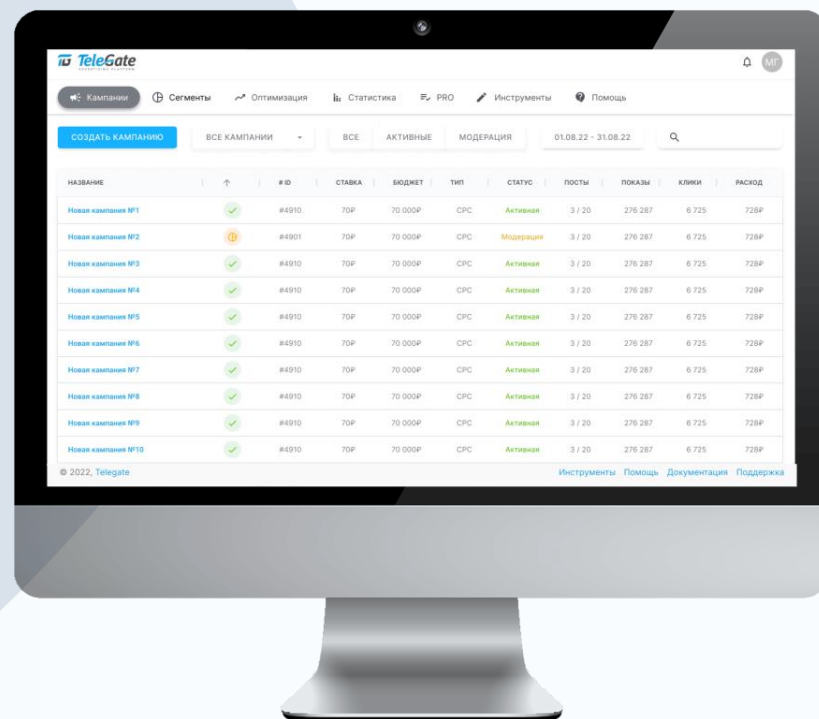 TeleGate
ADVERTISING PLATFORM
МГ
Кампании Сегменты Оптимизация Статистика PRO Инструменты Помощь
СОЗДАТЬ КАМПАНИЮ ВСЕ КАМПАНИИ ВСЕ АКТИВНЫЕ МОДЕРАЦИЯ 01.08.22 - 31.08.22
НАЗВАНИЕ # ID СТАВКА БЮДЖЕТ ТИП СТАТУС ПОСТЫ ПОКАЗЫ КЛИКИ РАСХОД
Новая кампания №1 #4910 70₽ 70 000₽ CPC Активная 3 / 20 276 287 6 725 728₽
Новая кампания №2 #4901 70₽ 70 000₽ CPC Модерация 3 / 20 276 287 6 725 728₽
Новая кампания №3 #4910 70₽ 70 000₽ CPC Активная 3 / 20 276 287 6 725 728₽
Новая кампания №4 #4910 70₽ 70 000₽ CPC Активная 3 / 20 276 287 6 725 728₽
Новая кампания №5 #4910 70₽ 70 000₽ CPC Активная 3 / 20 276 287 6 725 728₽
Новая кампания №6 #4910 70₽ 70 000₽ CPC Активная 3 / 20 276 287 6 725 728₽
Новая кампания №7 #4910 70₽ 70 000₽ CPC Активная 3 / 20 276 287 6 725 728₽
Новая кампания №8 #4910 70₽ 70 000₽ CPC Активная 3 / 20 276 287 6 725 728₽
Новая кампания №9 #4910 70₽ 70 000₽ CPC Активная 3 / 20 276 287 6 725 728₽
Новая кампания №10 #4910 70₽ 70 000₽ CPC Активная 3 / 20 276 287 6 725 728₽
© 2022, Telegate Инструменты Помощь Документация Поддержка